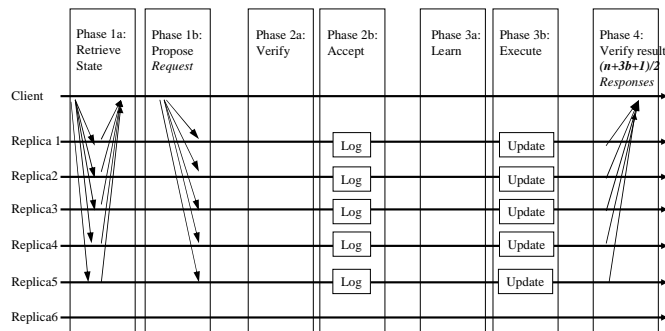 Phase 1a:
Retrieve
State
Phase 1b:
Propose
Request
Phase 2a:
Verify
Phase 2b:
Accept
Phase 3a:
Learn
Phase 3b:
Execute
Phase 4:
Verify result
(n+3b+1)/2
Responses
Client
Replica 1
Log
Update
Replica2
Log
Update
Replica3
Log
Update
Replica4
Log
Update
Replica5
Log
Update
Replica6